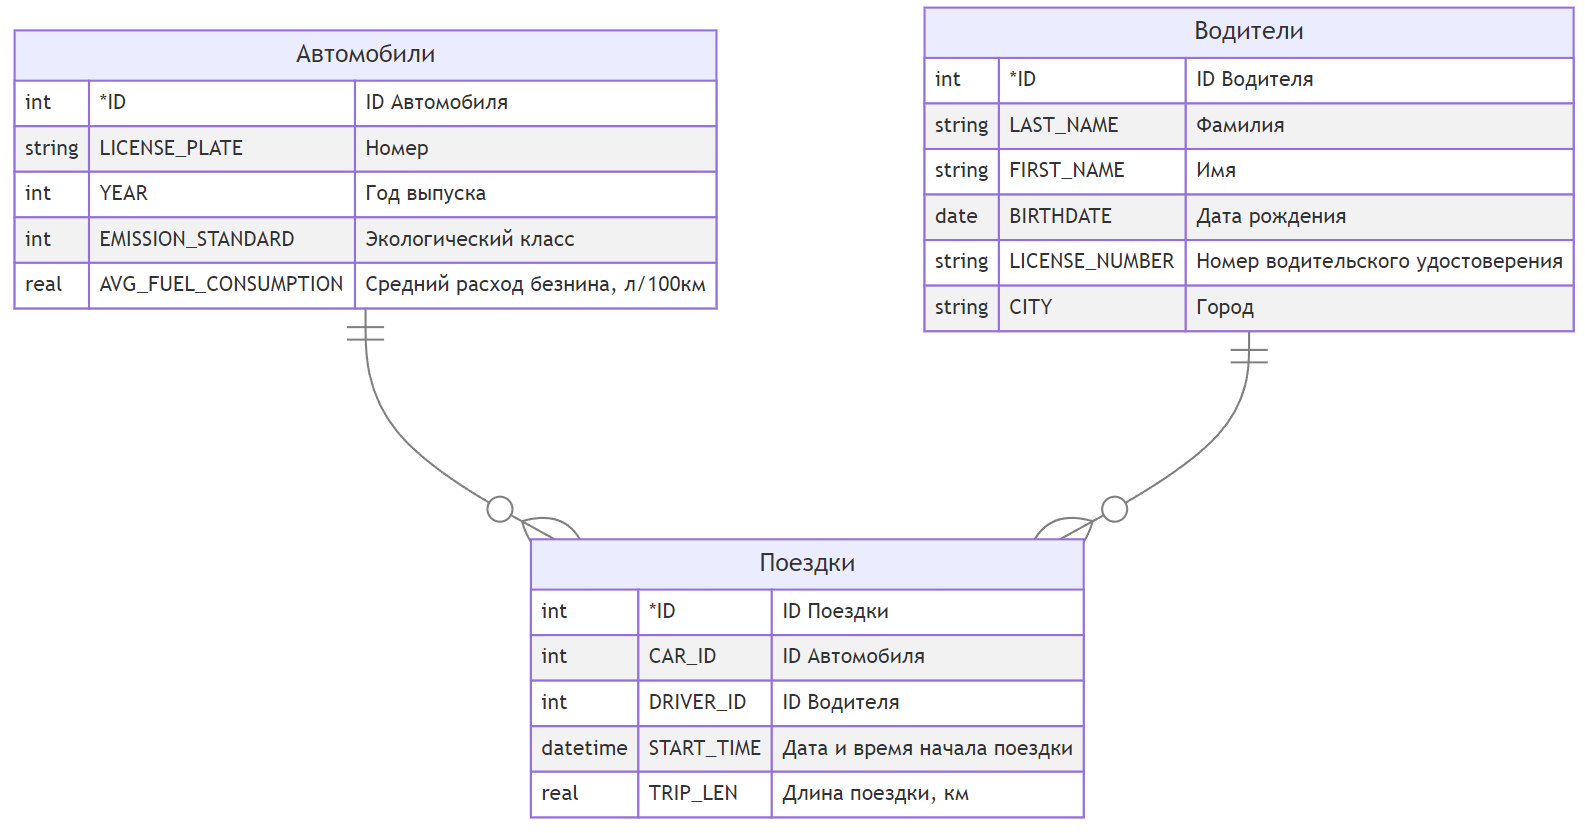 Автомобили
int *ID ID Автомобиля
string LICENSE_PLATE Номер
int YEAR Год выпуска
int EMISSION_STANDARD Экологический класс
real AVG_FUEL_CONSUMPTION Средний расход безнина, л/100км
Водители
int *ID ID Водителя
string LAST_NAME Фамилия
string FIRST_NAME Имя
date BIRTHDATE Дата рождения
string LICENSE_NUMBER Номер водительского удостоверения
string CITY Город
Поездки
int *ID ID Поездки
int CAR_ID ID Автомобиля
int DRIVER_ID ID Водителя
datetime START_TIME Дата и время начала поездки
real TRIP_LEN Длина поездки, км